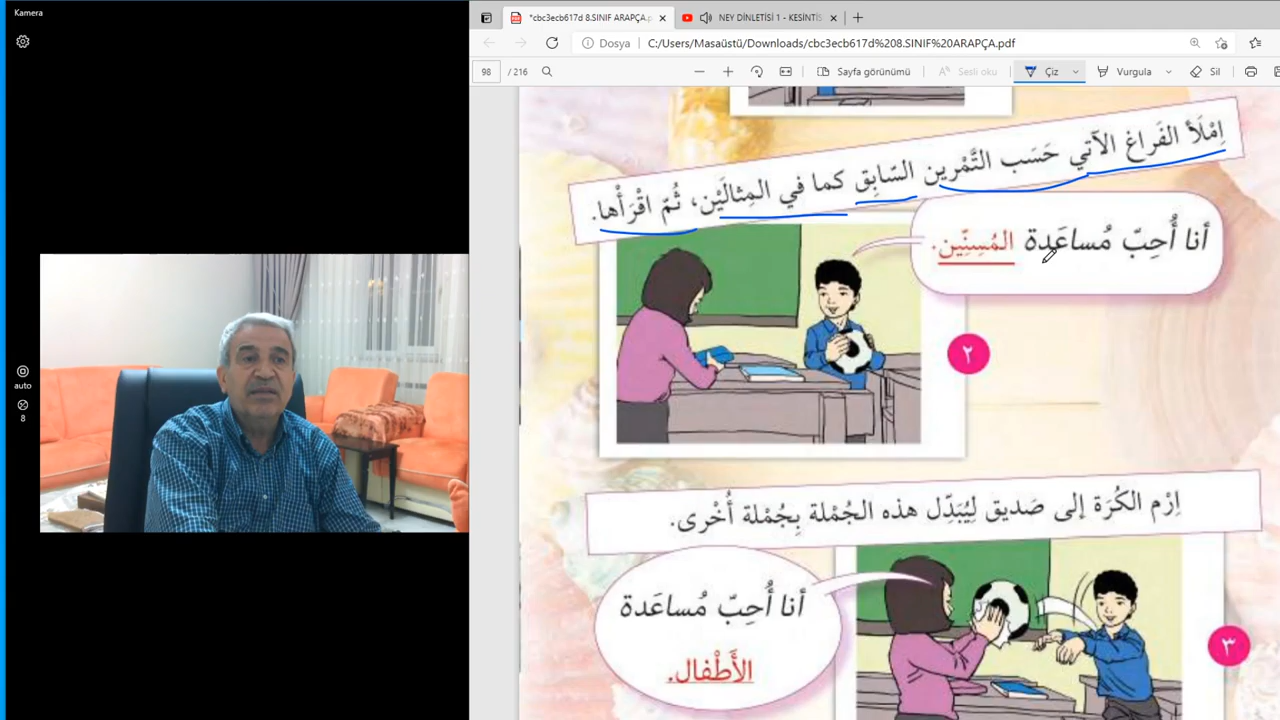 Kamera
auto
8
*cbc3ecb617d 8.SINIF ARAPÇA.p
NEY DİNLETİSİ 1 - KESİNTİS
Dosya
C:/Users/Masaüstü/Downloads/cbc3ecb617d%208.SINIF%20ARAPÇA.pdf
98 / 216
Sayfa görünümü
Sesli oku
Çiz
Vurgula
Sil
اِمْلَأْ الفَراغ الآتي حَسَب التَّمْرين السّابِق كما في المِثالَيْن، ثُمّ اقْرَأْها.
أنا أُحِبّ مُساعَدة المُسِنّين.
٢
اِرْم الكُرَة إلى صَديق لِيُبَدِّل هذه الجُمْلة بِجُمْلة أُخْرى.
أنا أُحِبّ مُساعَدة
الأَطْفال.
٣